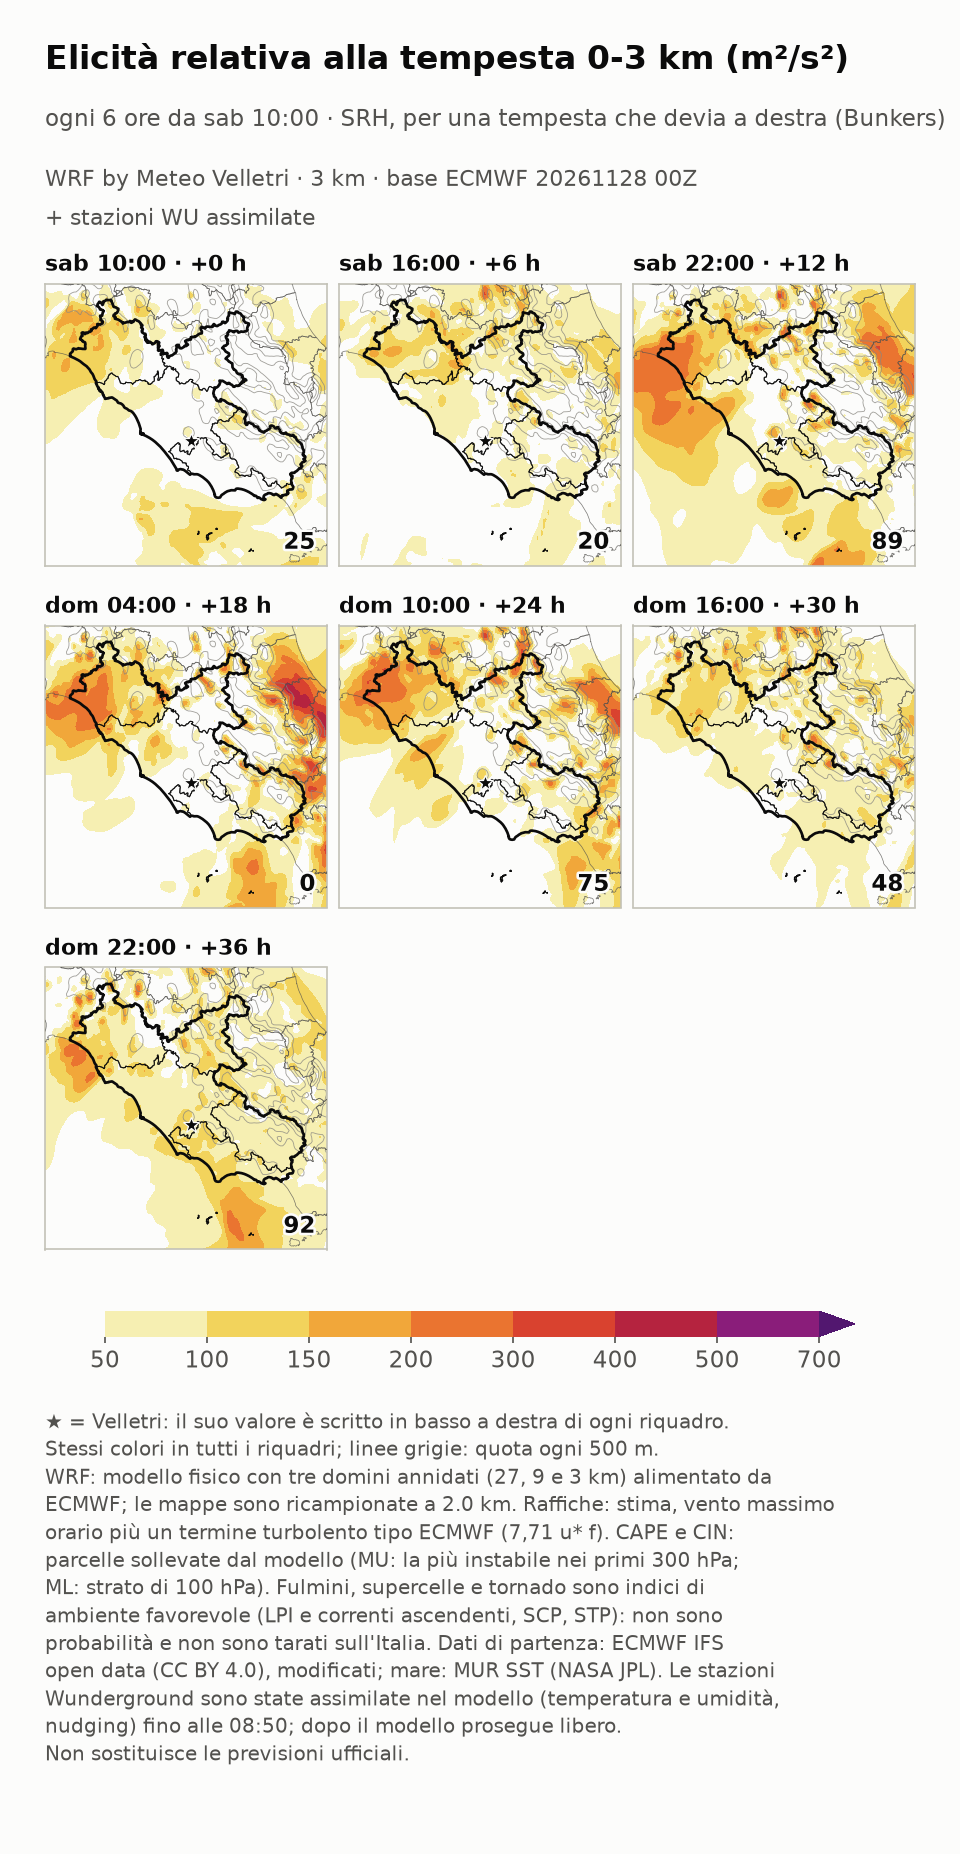 Elicità relativa alla tempesta 0-3 km (m²/s²)
ogni 6 ore da sab 10:00 · SRH, per una tempesta che devia a destra (Bunkers)
WRF by Meteo Velletri · 3 km · base ECMWF 20261128 00Z
+ stazioni WU assimilate
sab 10:00 · +0 h
sab 16:00 · +6 h
sab 22:00 · +12 h
25
20
89
dom 04:00 · +18 h
dom 10:00 · +24 h
dom 16:00 · +30 h
0
75
48
dom 22:00 · +36 h
92
50 100 150 200 300 400 500 700
★ = Velletri: il suo valore è scritto in basso a destra di ogni riquadro.
Stessi colori in tutti i riquadri; linee grigie: quota ogni 500 m.
WRF: modello fisico con tre domini annidati (27, 9 e 3 km) alimentato da
ECMWF; le mappe sono ricampionate a 2.0 km. Raffiche: stima, vento massimo
orario più un termine turbolento tipo ECMWF (7,71 u* f). CAPE e CIN:
parcelle sollevate dal modello (MU: la più instabile nei primi 300 hPa;
ML: strato di 100 hPa). Fulmini, supercelle e tornado sono indici di
ambiente favorevole (LPI e correnti ascendenti, SCP, STP): non sono
probabilità e non sono tarati sull'Italia. Dati di partenza: ECMWF IFS
open data (CC BY 4.0), modificati; mare: MUR SST (NASA JPL). Le stazioni
Wunderground sono state assimilate nel modello (temperatura e umidità,
nudging) fino alle 08:50; dopo il modello prosegue libero.
Non sostituisce le previsioni ufficiali.